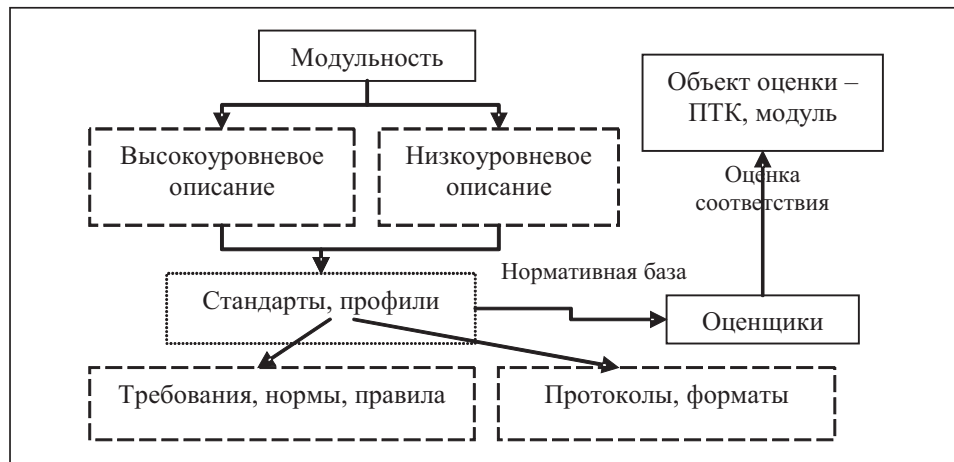 Модульность
Объект оценки –
ПТК, модуль
Высокоуровневое
описание
Низкоуровневое
описание
Оценка
соответствия
Нормативная база
Стандарты, профили
Оценщики
Требования, нормы, правила
Протоколы, форматы